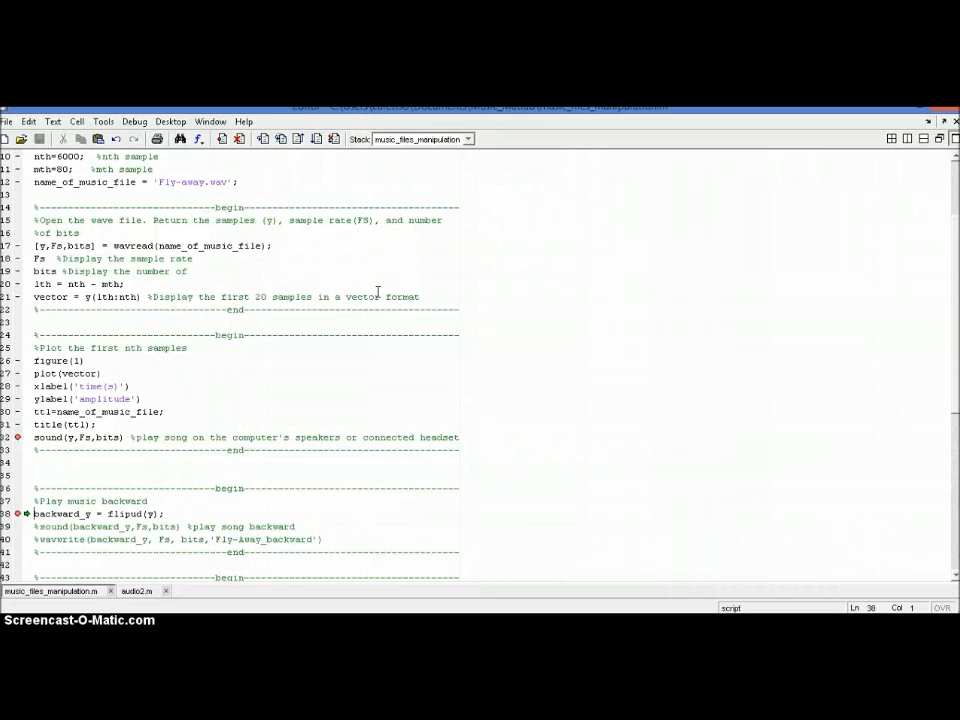 Editor - C:\Users\
File Edit Text Cell Tools Debug Desktop Window Help
Stack: music_files_manipulation
10 - nth=6000; %nth sample
11 - mth=80; %mth sample
12 - name_of_music_file = 'Fly-away.wav';
13
14 %--------------------------------begin--------------------------------------
15 %Open the wave file. Return the samples (y), sample rate(FS), and number
16 %of bits
17 - [y,Fs,bits] = wavread(name_of_music_file);
18 - Fs %Display the sample rate
19 - bits %Display the number of
20 - lth = nth - mth;
21 - vector = y(lth:nth) %Display the first 20 samples in a vector format
22 %----------------------------------end--------------------------------------
23
24 %--------------------------------begin--------------------------------------
25 %Plot the first nth samples
26 - figure(1)
27 - plot(vector)
28 - xlabel('time(s)')
29 - ylabel('amplitude')
30 - ttl=name_of_music_file;
31 - title(ttl);
32 sound(y,Fs,bits) %play song on the computer's speakers or connected headset
33 %----------------------------------end--------------------------------------
34
35
36 %--------------------------------begin--------------------------------------
37 %Play music backward
38 backward_y = flipud(y);
39 %sound(backward_y,Fs,bits) %play song backward
40 %wavwrite(backward_y, Fs, bits,'Fly-Away_backward')
41 %----------------------------------end--------------------------------------
42
43 %--------------------------------begin--------------------------------------
music_files_manipulation.m × audio2.m ×
script Ln 38 Col 1 OVR
Screencast-O-Matic.com